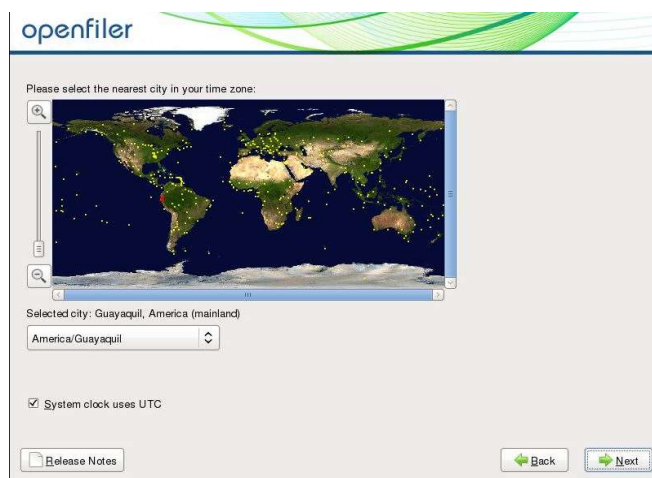 openfiler
Please select the nearest city in your time zone:
Selected city: Guayaquil, America (mainland)
America/Guayaquil
System clock uses UTC
Release Notes
Back
Next